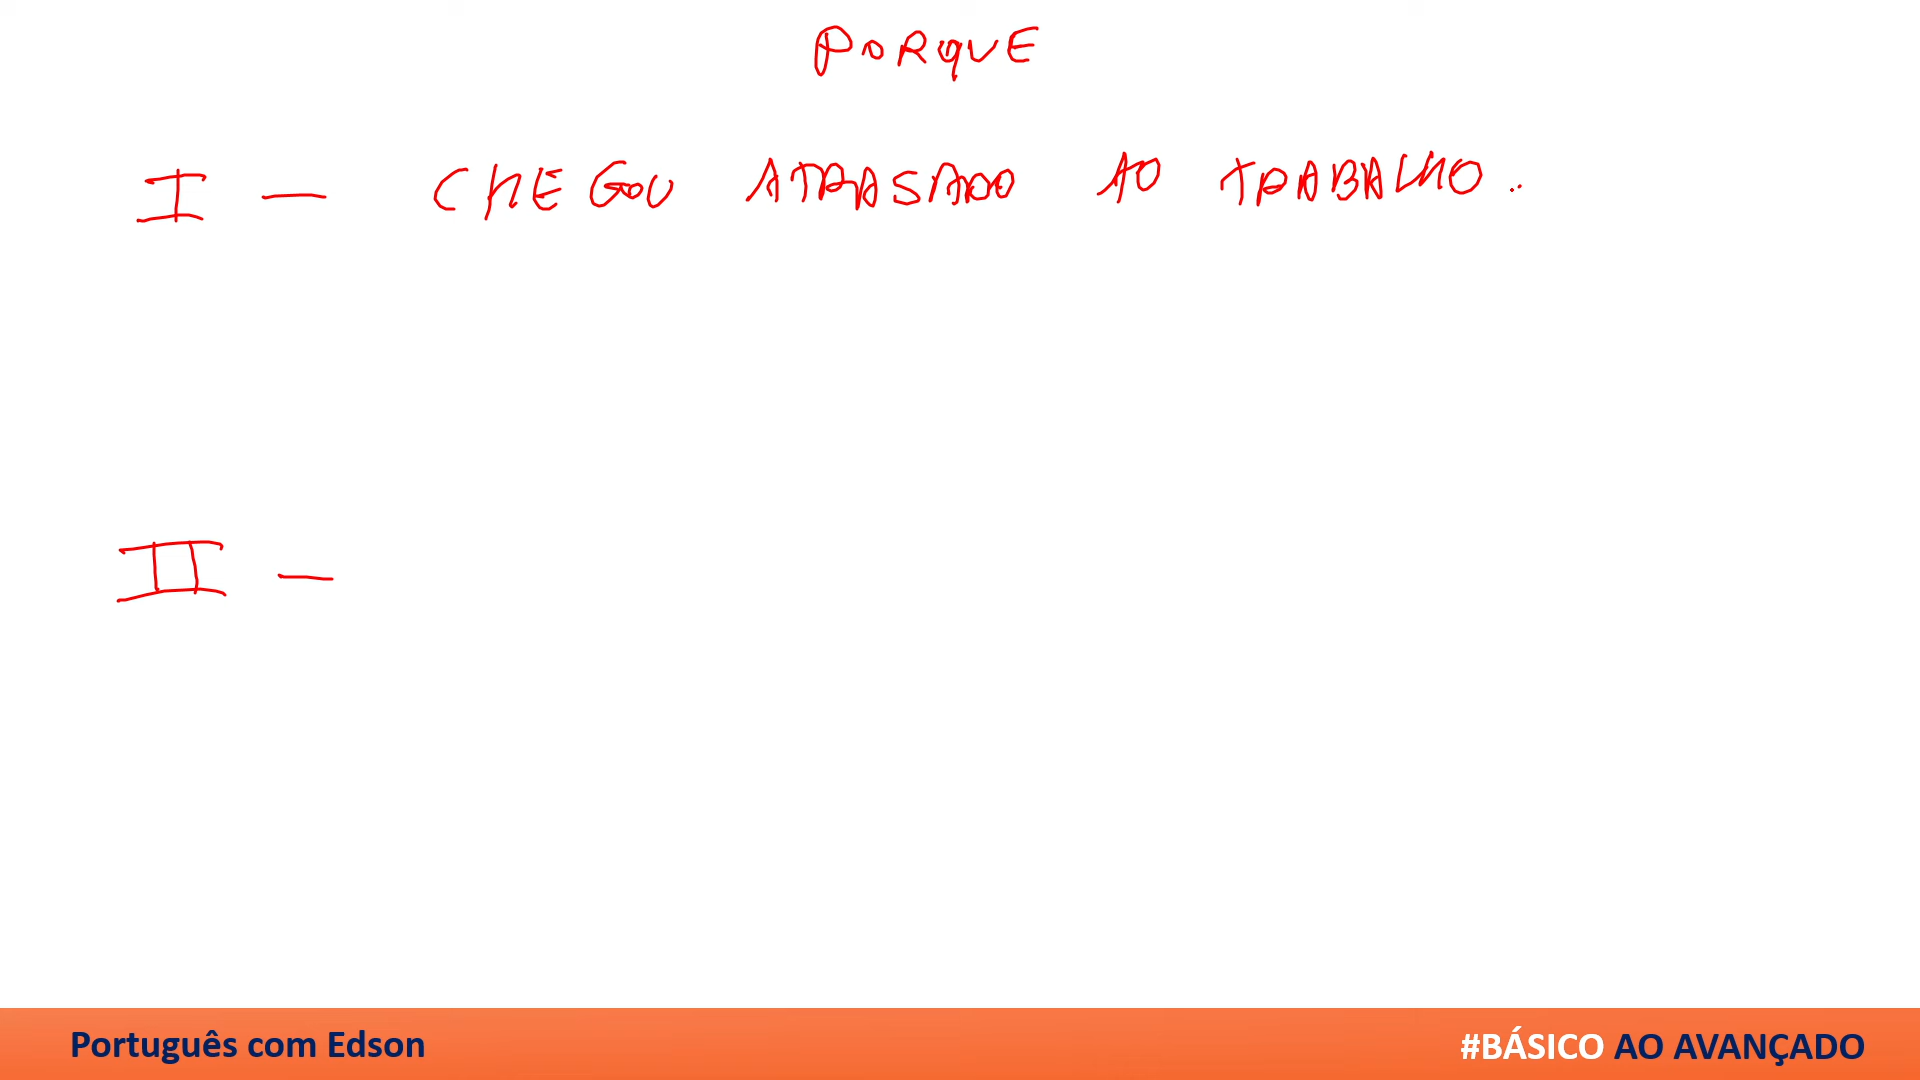 PORQUE
I - CHEGOU ATRASADO AO TRABALHO.
II -
Português com Edson
#BÁSICO AO AVANÇADO